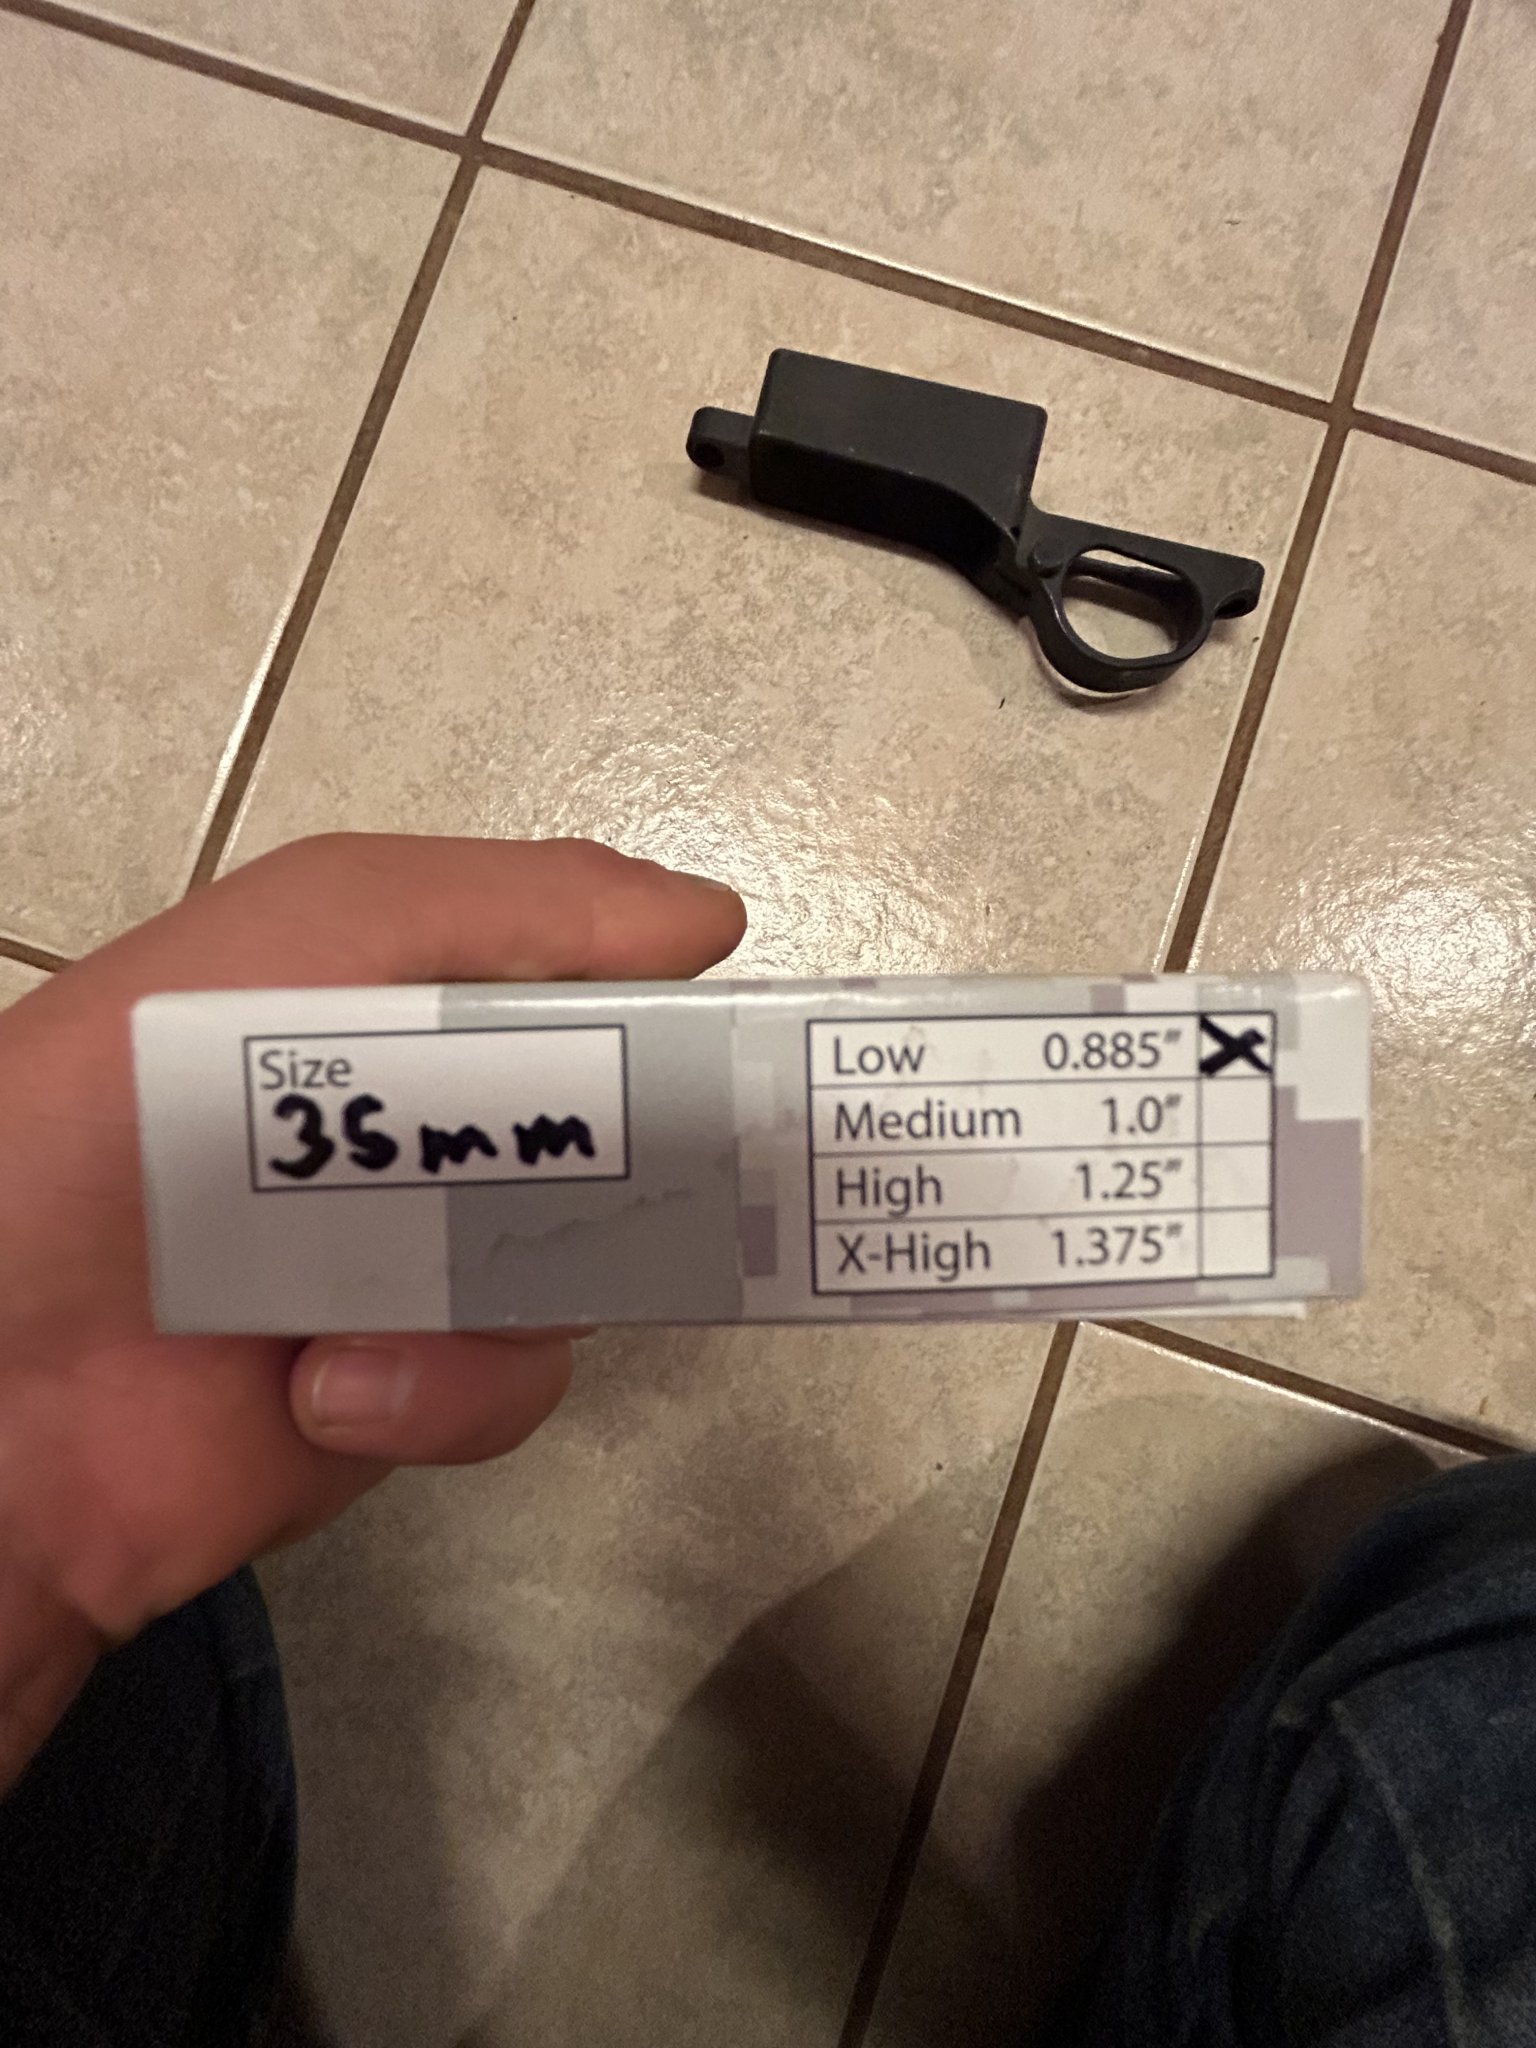 Size
35mm
Low 0.885" X
Medium 1.0"
High 1.25"
X-High 1.375"